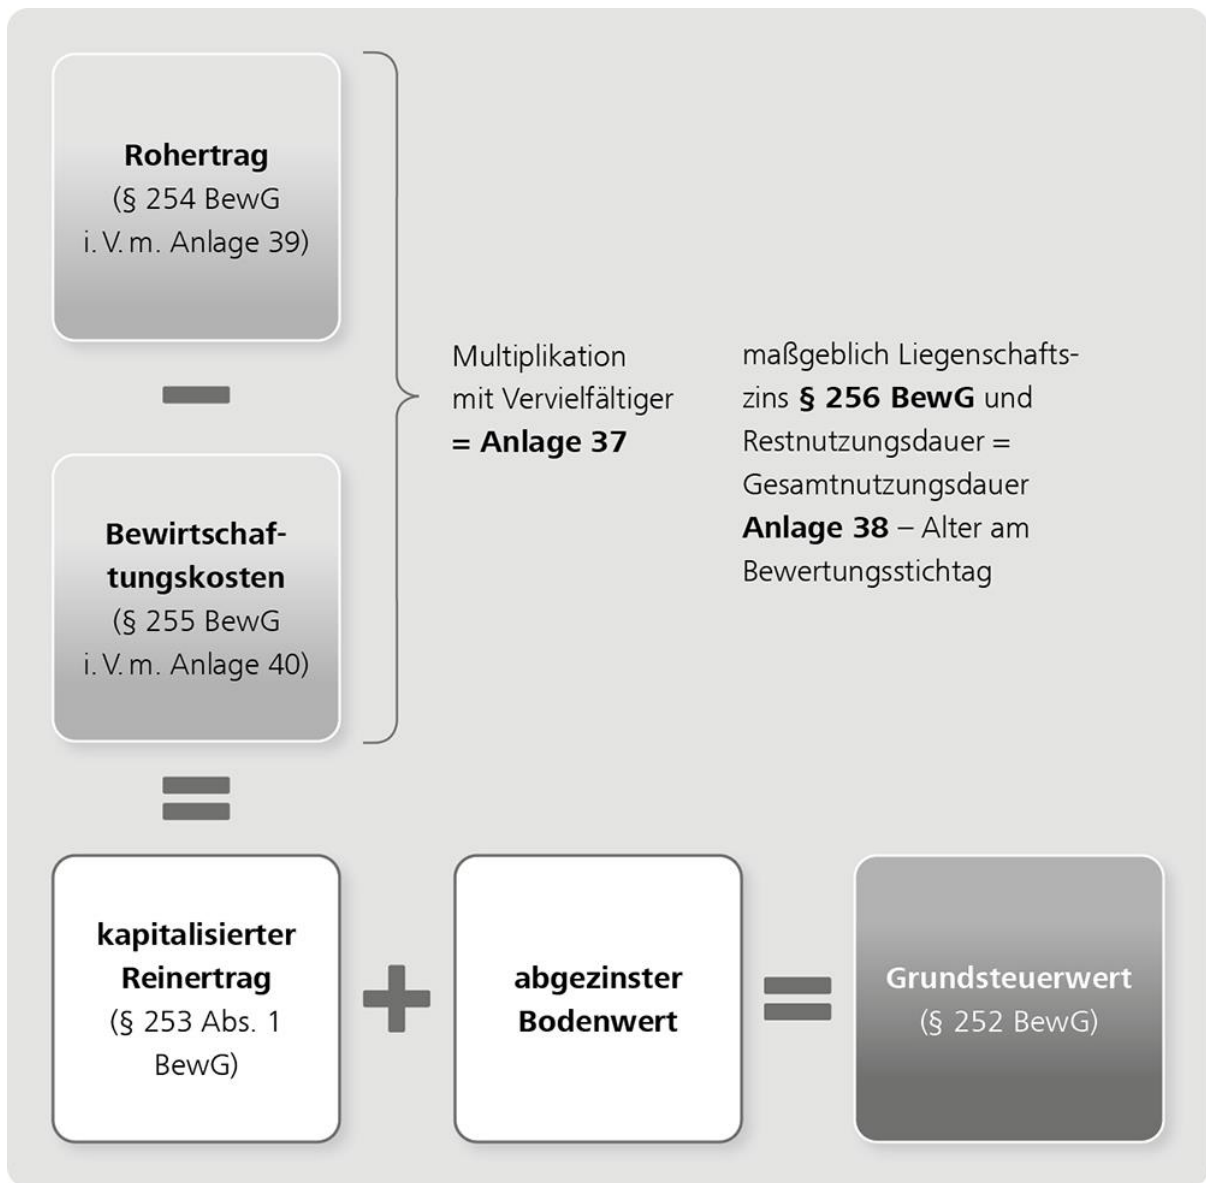 Rohertrag
(§ 254 BewG
i. V. m. Anlage 39)
Bewirtschaf-
tungskosten
(§ 255 BewG
i. V. m. Anlage 40)
Multiplikation
mit Vervielfältiger
= Anlage 37
maßgeblich Liegenschafts-
zins § 256 BewG und
Restnutzungsdauer =
Gesamtnutzungsdauer
Anlage 38 – Alter am
Bewertungsstichtag
kapitalisierter
Reinertrag
(§ 253 Abs. 1
BewG)
abgezinster
Bodenwert
Grundsteuerwert
(§ 252 BewG)